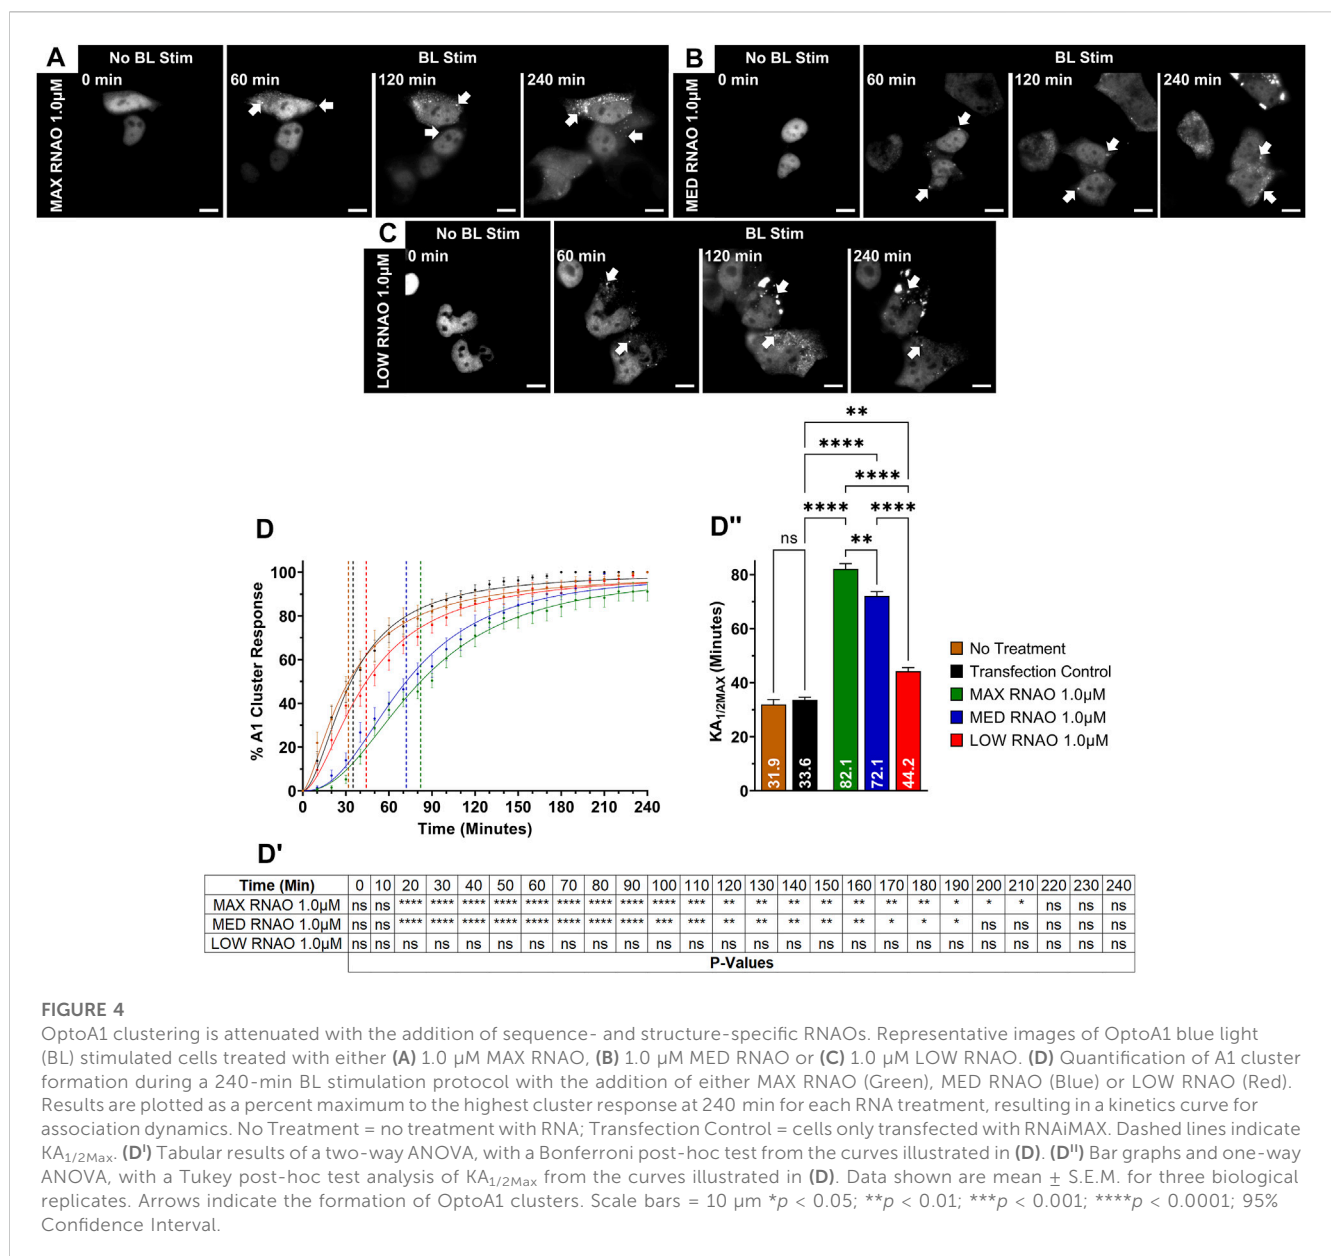 A
No BL Stim
BL Stim
MAX RNAO 1.0µM
0 min
60 min
120 min
240 min
B
No BL Stim
BL Stim
MED RNAO 1.0µM
0 min
60 min
120 min
240 min
C
No BL Stim
BL Stim
LOW RNAO 1.0µM
0 min
60 min
120 min
240 min
D
% A1 Cluster Response
100
80
60
40
20
0
0 30 60 90 120 150 180 210 240
Time (Minutes)
D''
**
****
****
**** ****
ns **
KA1/2MAX (Minutes)
80
60
40
20
0
31.9 33.6 82.1 72.1 44.2
No Treatment
Transfection Control
MAX RNAO 1.0µM
MED RNAO 1.0µM
LOW RNAO 1.0µM
D'
Time (Min) 0 10 20 30 40 50 60 70 80 90 100 110 120 130 140 150 160 170 180 190 200 210 220 230 240
MAX RNAO 1.0µM ns ns **** **** **** **** **** **** **** **** **** *** ** ** ** ** ** ** ** * * * ns ns ns
MED RNAO 1.0µM ns ns **** **** **** **** **** **** **** **** *** *** ** ** ** ** ** * * * ns ns ns ns ns
LOW RNAO 1.0µM ns ns ns ns ns ns ns ns ns ns ns ns ns ns ns ns ns ns ns ns ns ns ns ns ns
P-Values
FIGURE 4
OptoA1 clustering is attenuated with the addition of sequence- and structure-specific RNAOs. Representative images of OptoA1 blue light
(BL) stimulated cells treated with either (A) 1.0 µM MAX RNAO, (B) 1.0 µM MED RNAO or (C) 1.0 µM LOW RNAO. (D) Quantification of A1 cluster
formation during a 240-min BL stimulation protocol with the addition of either MAX RNAO (Green), MED RNAO (Blue) or LOW RNAO (Red).
Results are plotted as a percent maximum to the highest cluster response at 240 min for each RNA treatment, resulting in a kinetics curve for
association dynamics. No Treatment = no treatment with RNA; Transfection Control = cells only transfected with RNAiMAX. Dashed lines indicate
KA1/2Max. (D') Tabular results of a two-way ANOVA, with a Bonferroni post-hoc test from the curves illustrated in (D). (D'') Bar graphs and one-way
ANOVA, with a Tukey post-hoc test analysis of KA1/2Max from the curves illustrated in (D). Data shown are mean ± S.E.M. for three biological
replicates. Arrows indicate the formation of OptoA1 clusters. Scale bars = 10 µm *p < 0.05; **p < 0.01; ***p < 0.001; ****p < 0.0001; 95%
Confidence Interval.